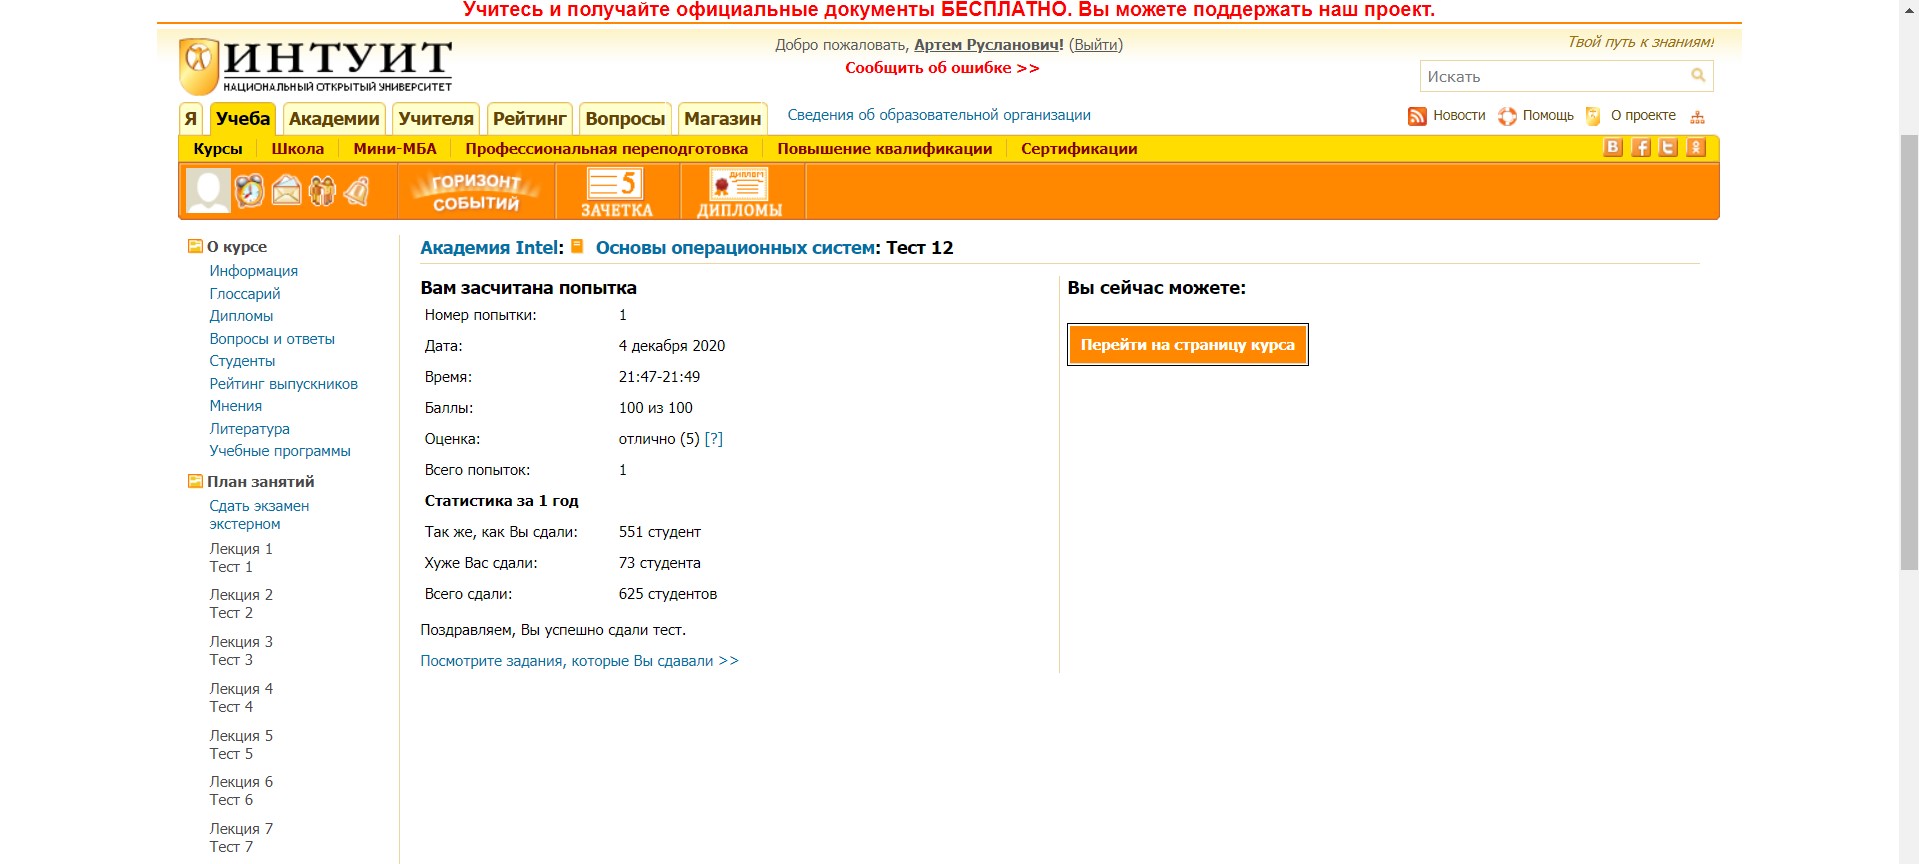 Учитесь и получайте официальные документы БЕСПЛАТНО. Вы можете поддержать наш проект.
ИНТУИТ
НАЦИОНАЛЬНЫЙ ОТКРЫТЫЙ УНИВЕРСИТЕТ
Добро пожаловать, Артем Русланович! (Выйти)
Сообщить об ошибке >>
Твой путь к знаниям!
Искать
Я Учеба Академии Учителя Рейтинг Вопросы Магазин Сведения об образовательной организации
Новости Помощь О проекте
Курсы Школа Мини-МБА Профессиональная переподготовка Повышение квалификации Сертификации
ГОРИЗОНТ
СОБЫТИЙ
5
ЗАЧЕТКА
ДИПЛОМ
ДИПЛОМЫ
О курсе
Информация
Глоссарий
Дипломы
Вопросы и ответы
Студенты
Рейтинг выпускников
Мнения
Литература
Учебные программы
План занятий
Сдать экзамен
экстерном
Лекция 1
Тест 1
Лекция 2
Тест 2
Лекция 3
Тест 3
Лекция 4
Тест 4
Лекция 5
Тест 5
Лекция 6
Тест 6
Лекция 7
Тест 7
Академия Intel: Основы операционных систем: Тест 12
Вам засчитана попытка
Номер попытки: 1
Дата: 4 декабря 2020
Время: 21:47-21:49
Баллы: 100 из 100
Оценка: отлично (5) [?]
Всего попыток: 1
Статистика за 1 год
Так же, как Вы сдали: 551 студент
Хуже Вас сдали: 73 студента
Всего сдали: 625 студентов
Поздравляем, Вы успешно сдали тест.
Посмотрите задания, которые Вы сдавали >>
Вы сейчас можете:
Перейти на страницу курса